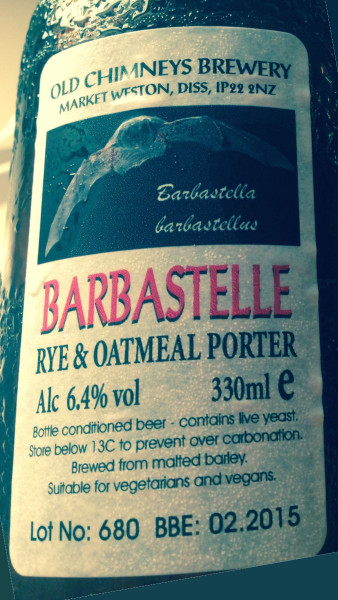 OLD CHIMNEYS BREWERY
MARKET WESTON, DISS, IP22 2NZ
Barbastella
barbastellus
BARBASTELLE
RYE & OATMEAL PORTER
Alc 6.4% vol 330ml e
Bottle conditioned beer - contains live yeast.
Store below 13C to prevent over carbonation.
Brewed from malted barley.
Suitable for vegetarians and vegans.
Lot No: 680 BBE: 02.2015